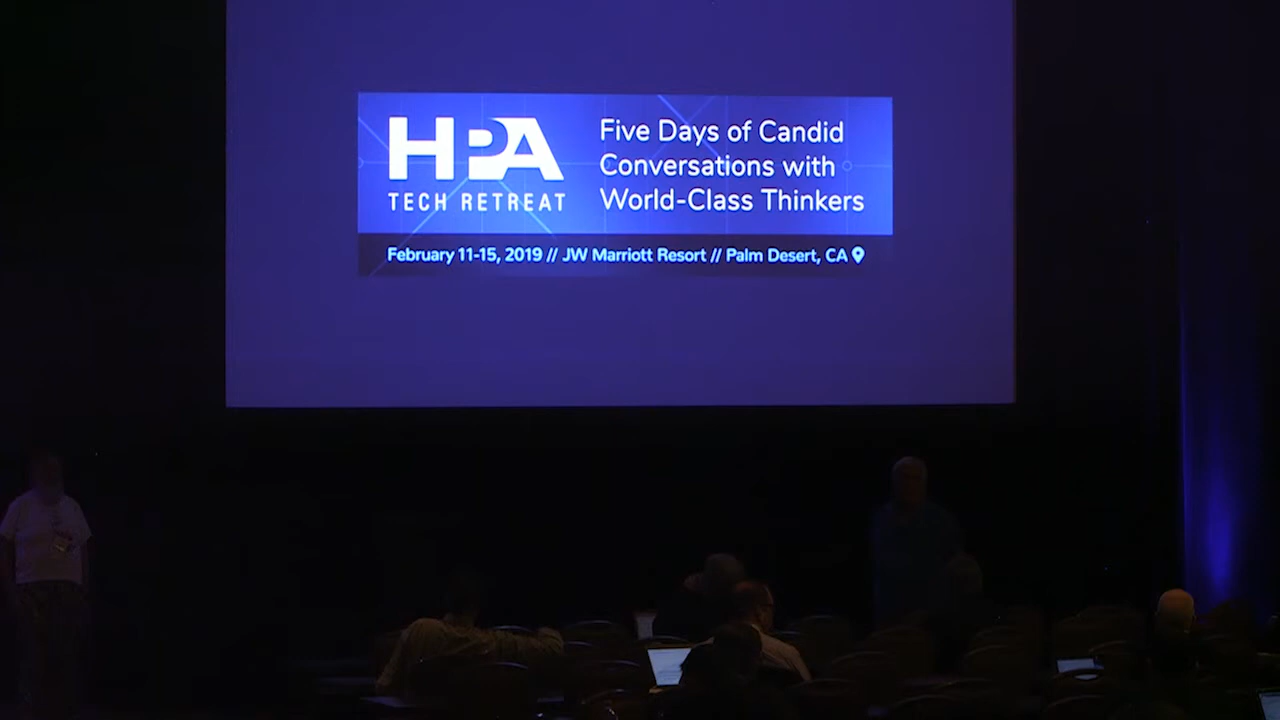 HPA
TECH RETREAT
Five Days of Candid
Conversations with
World-Class Thinkers
February 11-15, 2019 // JW Marriott Resort // Palm Desert, CA